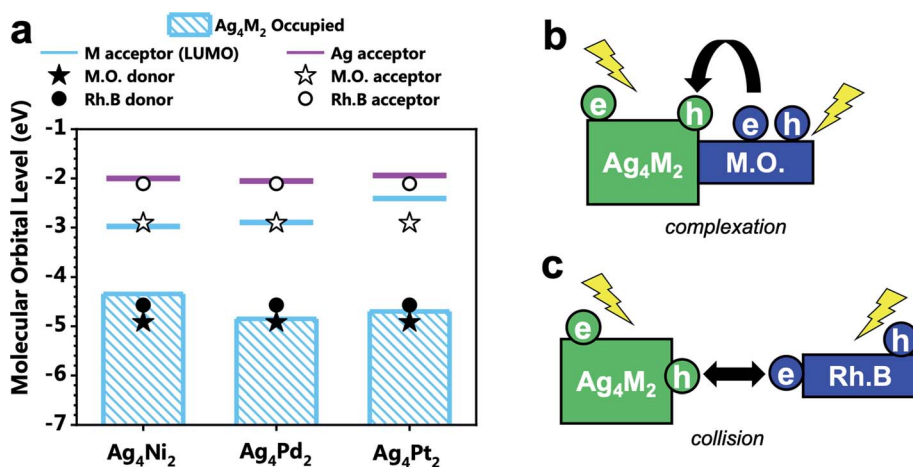 a
Ag₄M₂ Occupied
M acceptor (LUMO)
Ag acceptor
M.O. donor
M.O. acceptor
Rh.B donor
Rh.B acceptor
Molecular Orbital Level (eV)
-1
-2
-3
-4
-5
-6
-7
Ag₄Ni₂
Ag₄Pd₂
Ag₄Pt₂
b
e
h
e
h
Ag₄M₂
M.O.
complexation
c
e
h
e
h
Ag₄M₂
Rh.B
collision